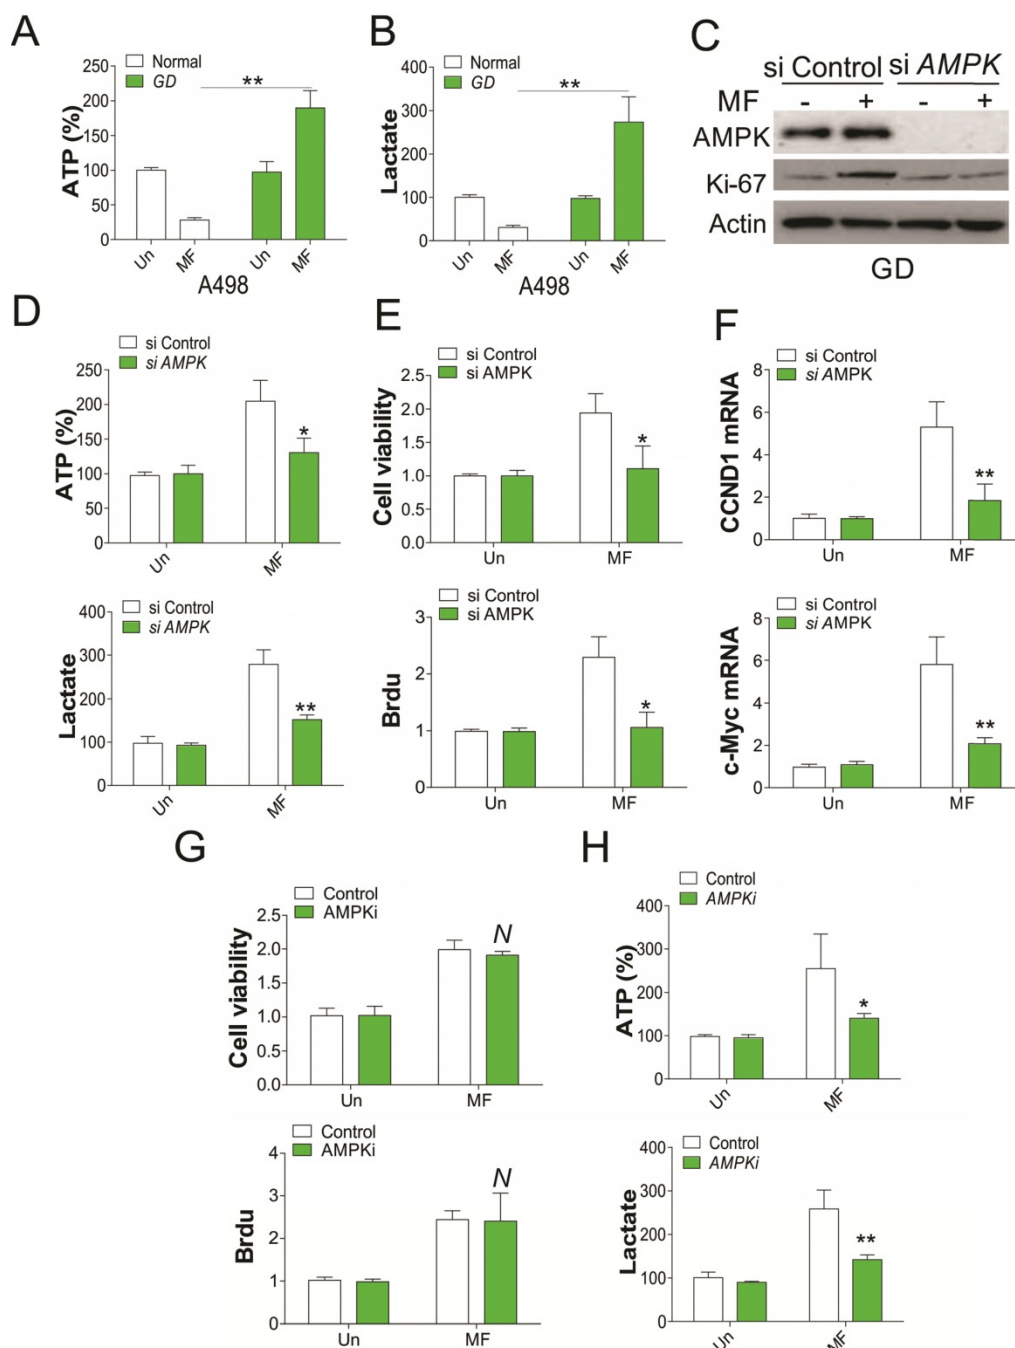 A
Normal
GD
ATP (%)
250
200
150
100
50
0
**
Un
MF
Un
MF
A498
B
Normal
GD
Lactate
400
300
200
100
0
**
Un
MF
Un
MF
A498
C
si Control si AMPK
MF - + - +
AMPK
Ki-67
Actin
GD
D
si Control
si AMPK
ATP (%)
250
200
150
100
50
0
*
Un
MF
si Control
si AMPK
Lactate
400
300
200
100
0
**
Un
MF
E
si Control
si AMPK
Cell viability
2.5
2.0
1.5
1.0
0.5
0.0
*
Un
MF
si Control
si AMPK
Brdu
3
2
1
0
*
Un
MF
F
si Control
si AMPK
CCND1 mRNA
8
6
4
2
0
**
Un
MF
si Control
si AMPK
c-Myc mRNA
8
6
4
2
0
**
Un
MF
G
Control
AMPKi
Cell viability
2.5
2.0
1.5
1.0
0.5
0.0
N
Un
MF
Control
AMPKi
Brdu
4
3
2
1
0
N
Un
MF
H
Control
AMPKi
ATP (%)
400
300
200
100
0
*
Un
MF
Control
AMPKi
Lactate
400
300
200
100
0
**
Un
MF